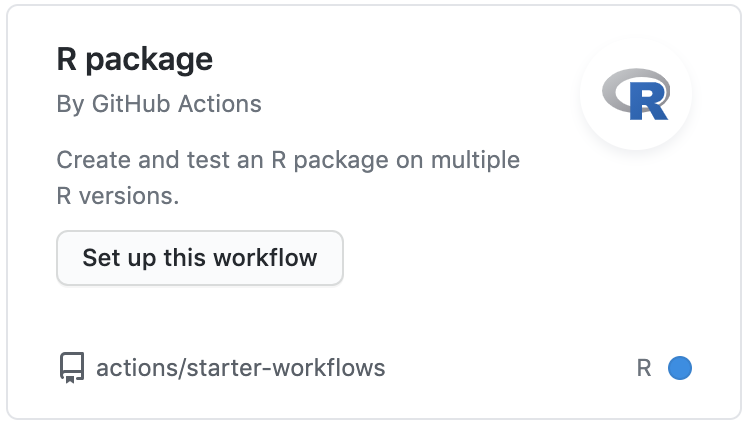 R package
By GitHub Actions
R
Create and test an R package on multiple
R versions.
Set up this workflow
actions/starter-workflows
R